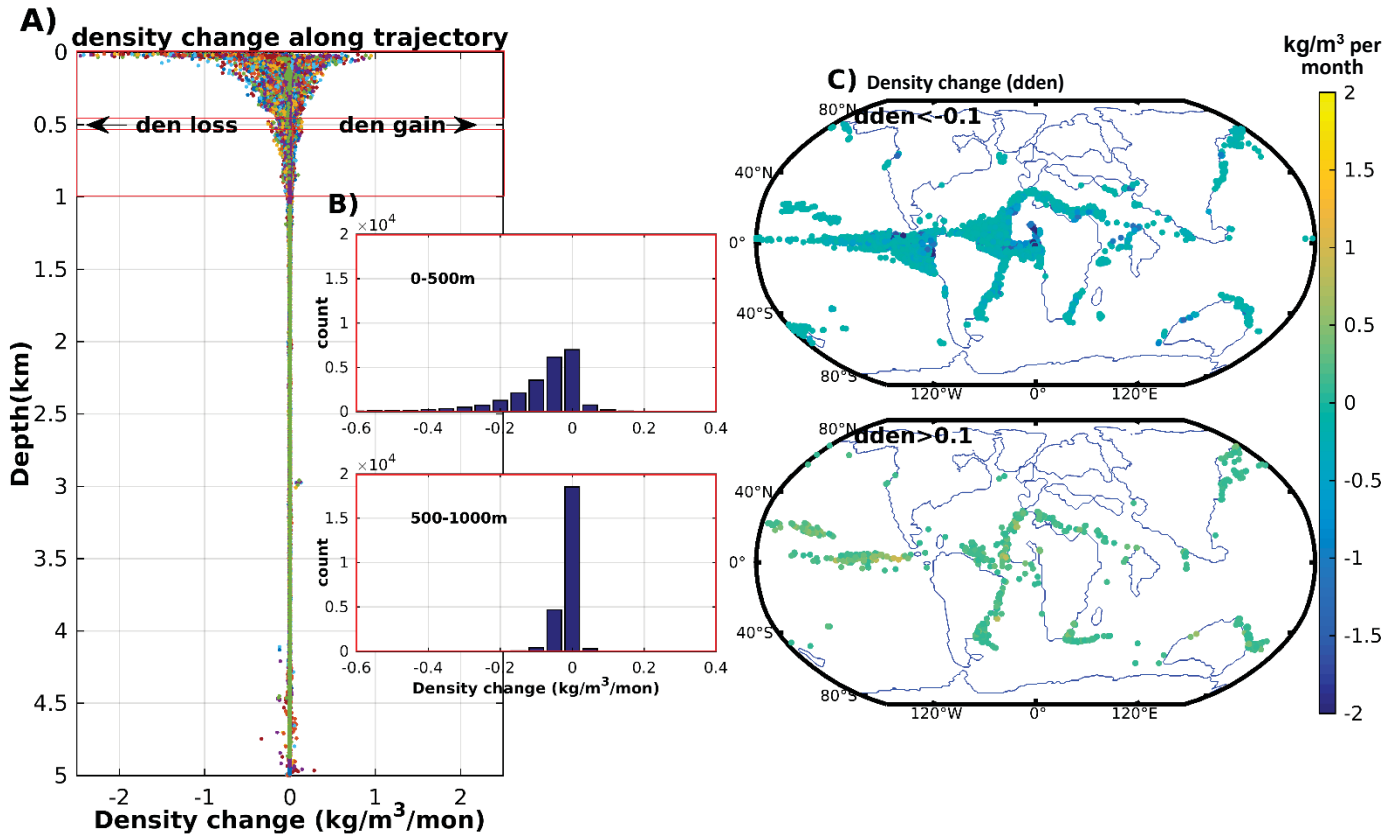 A)
density change along trajectory
0
0.5
1
1.5
2
2.5
3
3.5
4
4.5
5
Depth(km)
den loss
den gain
-2
-1
0
1
2
Density change (kg/m³/mon)
B)
×10⁴
2
1.5
1
0.5
0
count
0-500m
-0.6
-0.4
-0.2
0
0.2
0.4
×10⁴
2
1.5
1
0.5
0
count
500-1000m
-0.6
-0.4
-0.2
0
0.2
0.4
Density change (kg/m³/mon)
C) Density change (dden)
dden<-0.1
80°N
40°N
0°
40°S
80°S
120°W
0°
120°E
dden>0.1
80°N
40°N
0°
40°S
80°S
120°W
0°
120°E
kg/m³ per
month
2
1.5
1
0.5
0
-0.5
-1
-1.5
-2